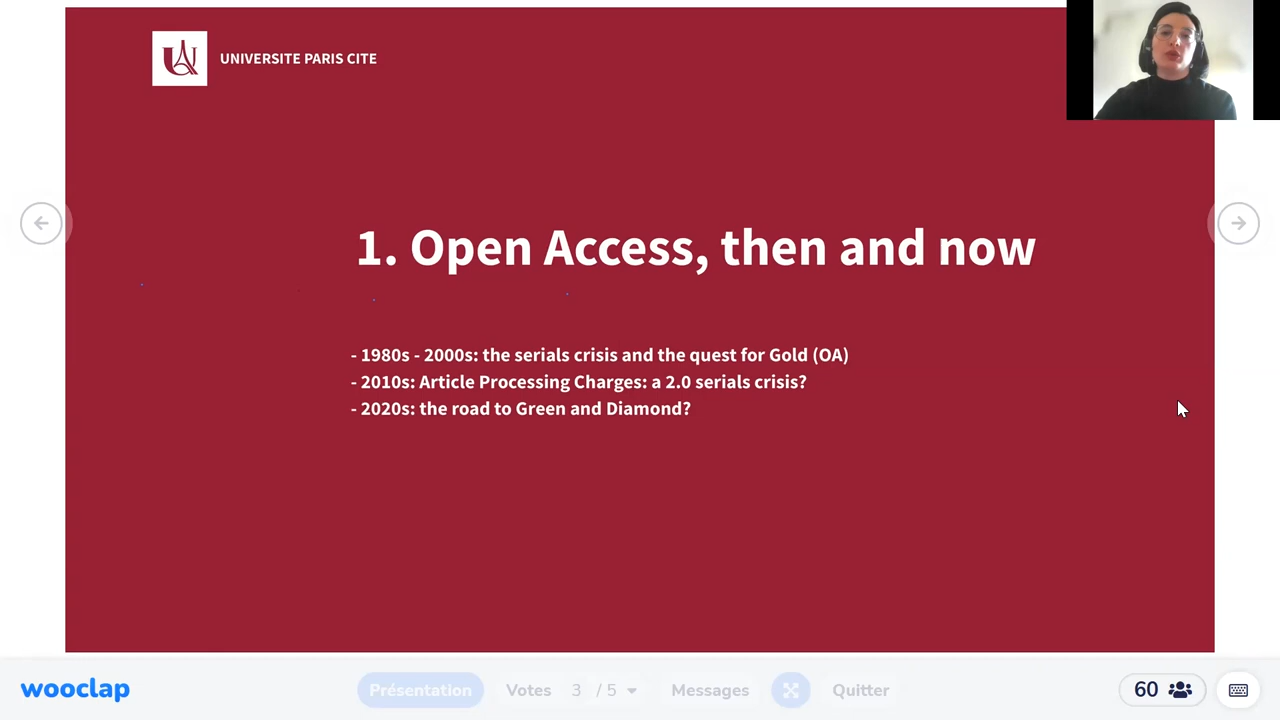 UNIVERSITE PARIS CITE
1. Open Access, then and now
- 1980s - 2000s: the serials crisis and the quest for Gold (OA)
- 2010s: Article Processing Charges: a 2.0 serials crisis?
- 2020s: the road to Green and Diamond?
wooclap
Présentation Votes 3 / 5 Messages Quitter 60